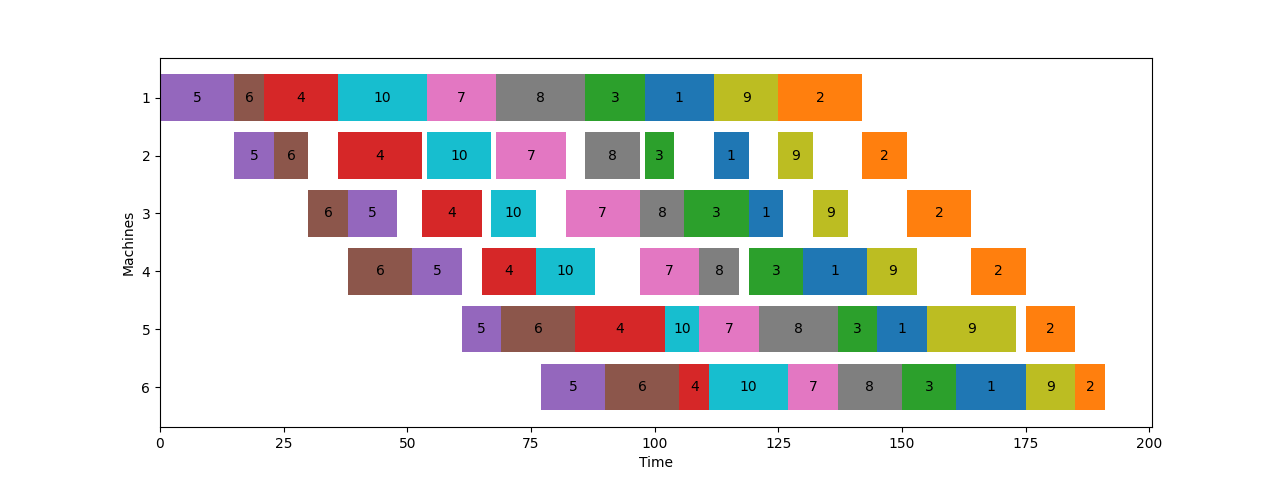 1 5 6 4 10 7 8 3 1 9 2
2 5 6 4 10 7 8 3 1 9 2
3 6 5 4 10 7 8 3 1 9 2
4 6 5 4 10 7 8 3 1 9 2
5 5 6 4 10 7 8 3 1 9 2
6 5 6 4 10 7 8 3 1 9 2
Machines
0 25 50 75 100 125 150 175 200
Time